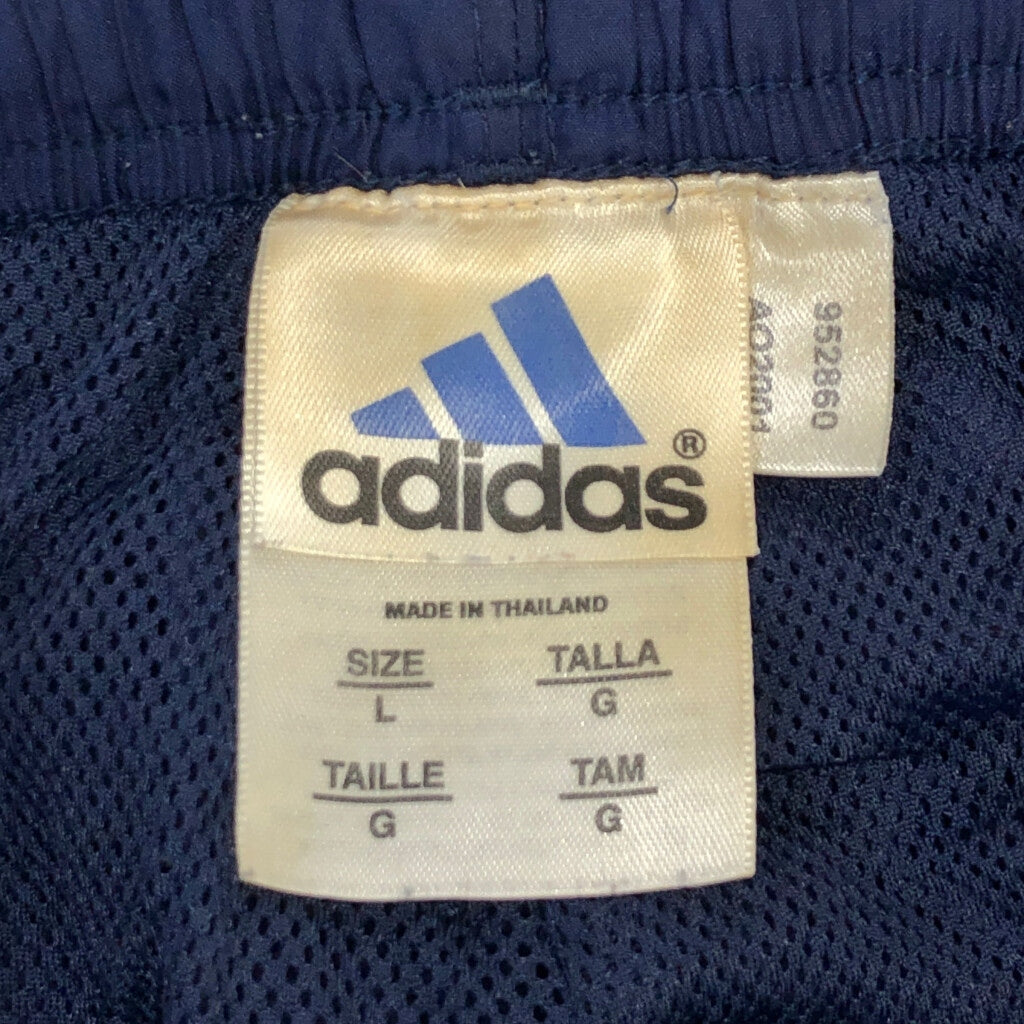 adidas®
MADE IN THAILAND
SIZE
L
TALLA
G
TAILLE
G
TAM
G
952860